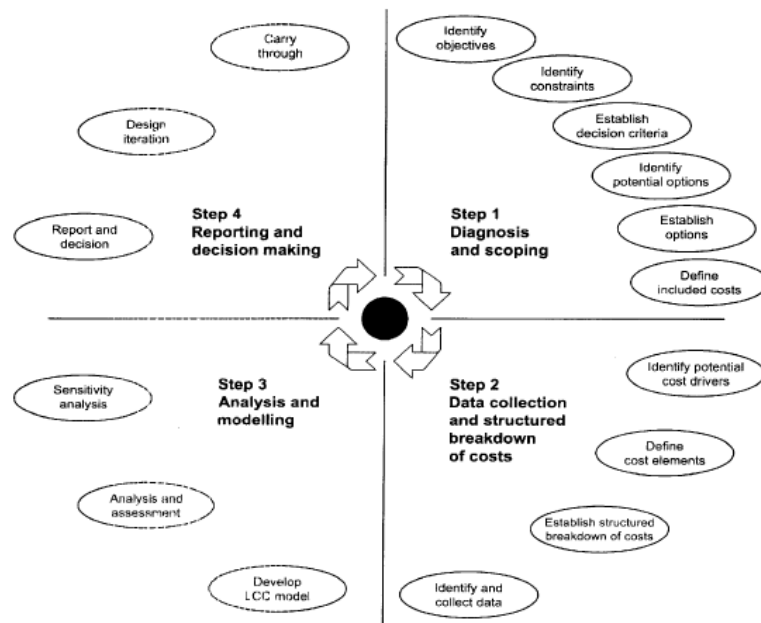 Carry
through
Design
iteration
Report and
decision
Step 4
Reporting and
decision making
Identify
objectives
Identify
constraints
Establish
decision criteria
Identify
potential options
Establish
options
Define
included costs
Step 1
Diagnosis
and scoping
Identify potential
cost drivers
Define
cost elements
Establish structured
breakdown of costs
Identify and
collect data
Step 2
Data collection
and structured
breakdown
of costs
Step 3
Analysis and
modelling
Sensitivity
analysis
Analysis and
assessment
Develop
LCC model